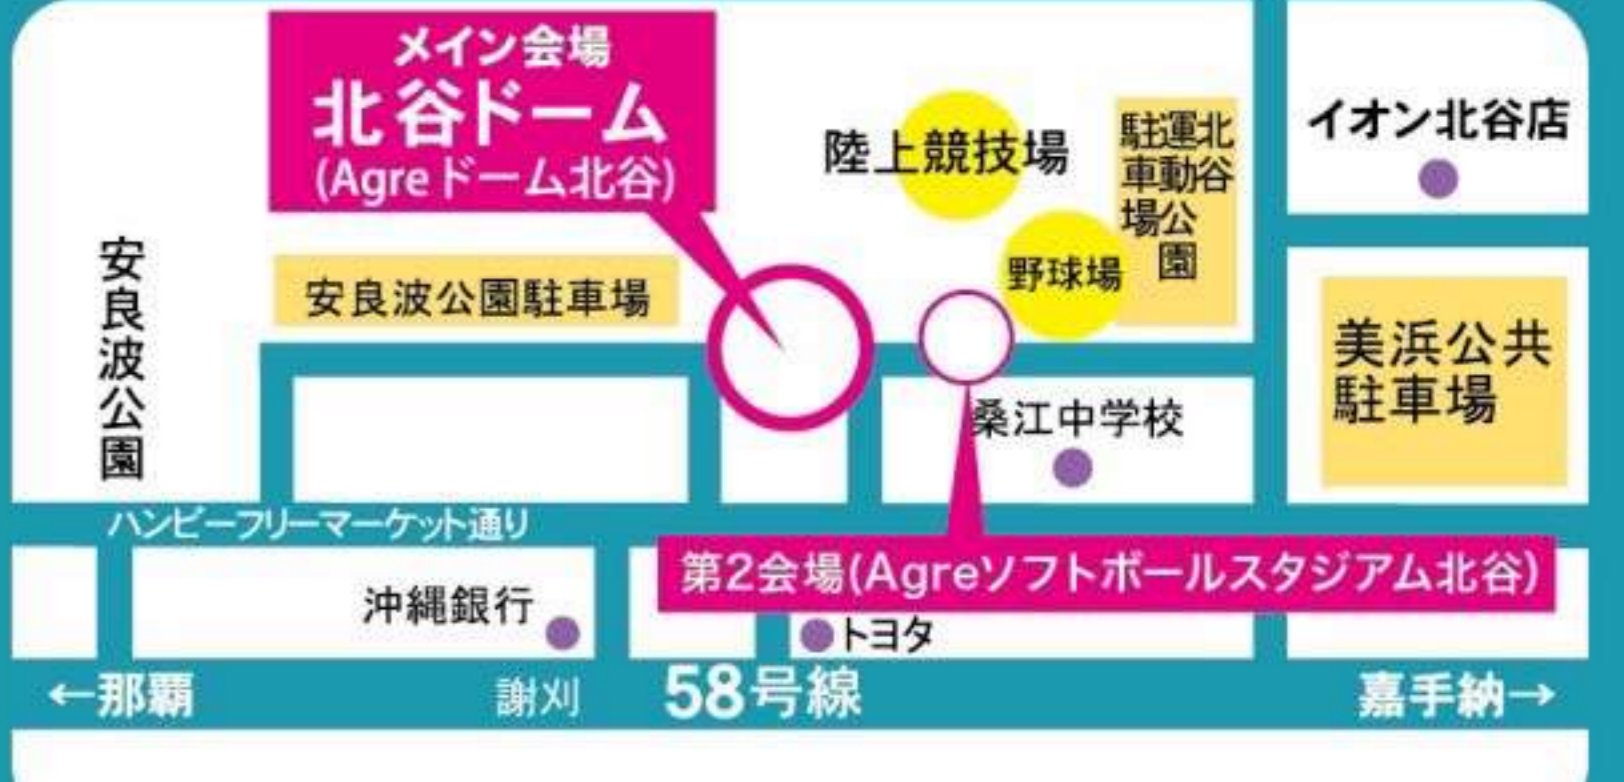 メイン会場
北谷ドーム
(Agreドーム北谷)
陸上競技場
北谷
運動公園
駐車場
イオン北谷店
安良波公園
安良波公園駐車場
野球場
美浜公共
駐車場
桑江中学校
ハンビーフリーマーケット通り
第2会場(Agreソフトボールスタジアム北谷)
沖縄銀行
トヨタ
←那覇
謝刈
58号線
嘉手納→